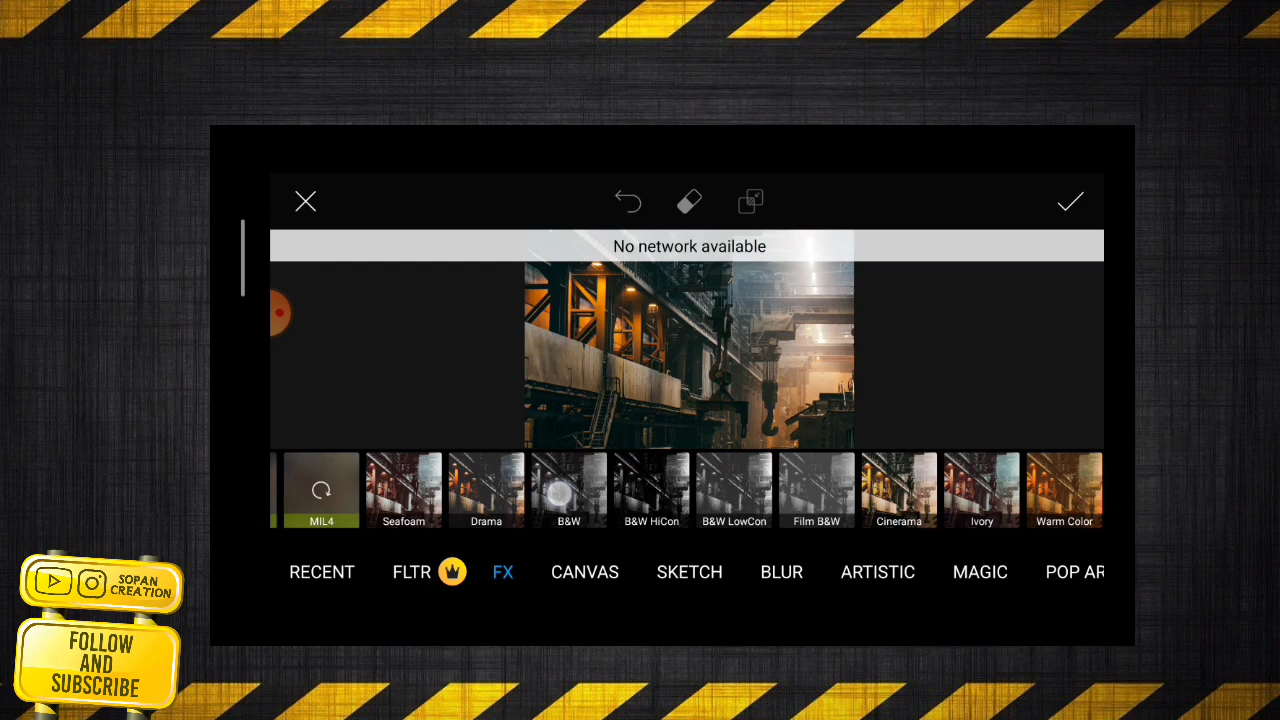 No network available
MIL4
Seafoam
Drama
B&W
B&W HiCon
B&W LowCon
Film B&W
Cinerama
Ivory
Warm Color
RECENT
FLTR
FX
CANVAS
SKETCH
BLUR
ARTISTIC
MAGIC
POP AR
SOPAN
CREATION
FOLLOW
AND
SUBSCRIBE